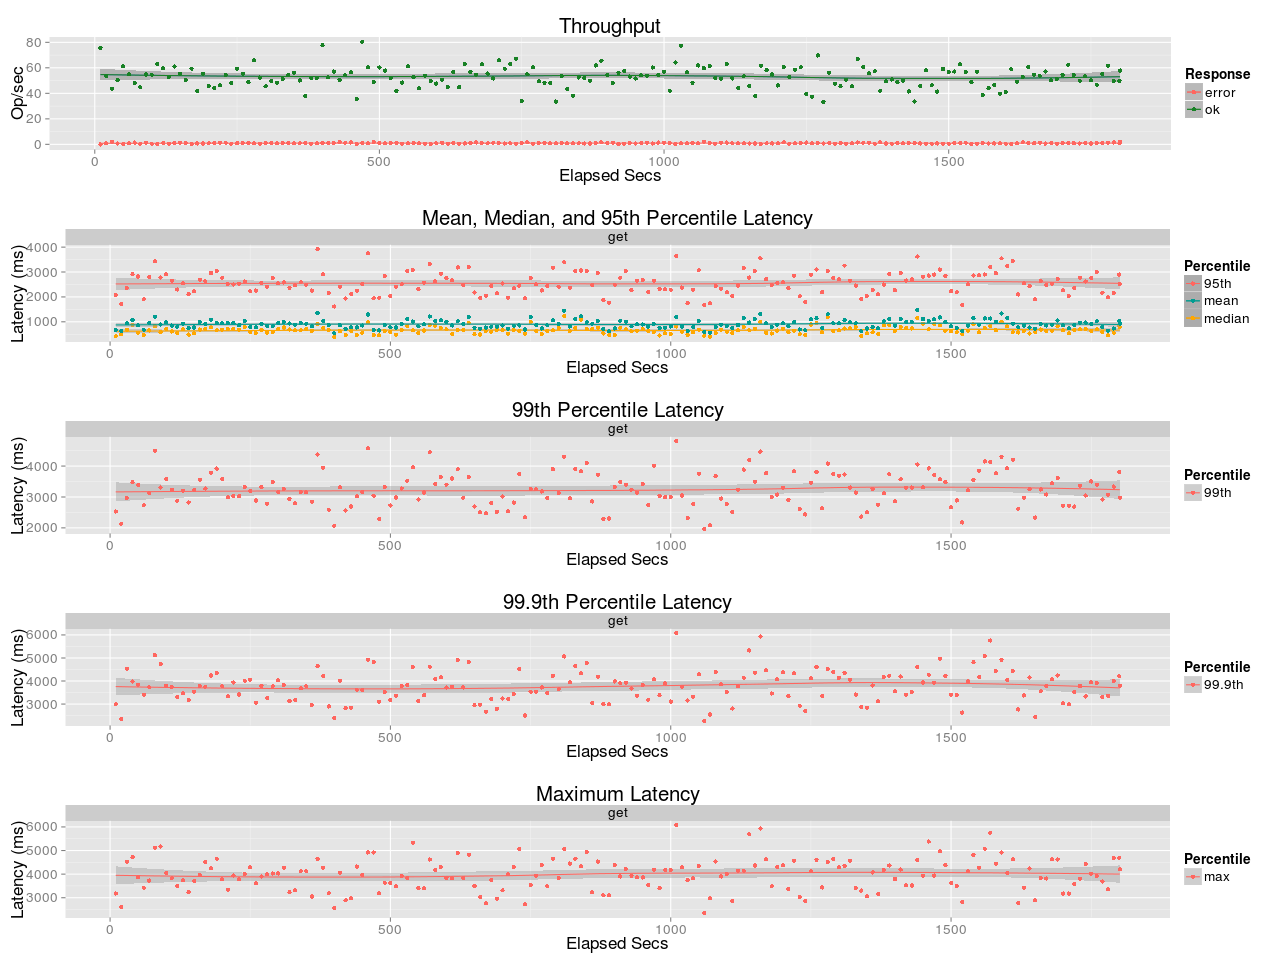 Throughput
80
60
40
20
0
Op/sec
0 500 1000 1500
Elapsed Secs
Response
error
ok
Mean, Median, and 95th Percentile Latency
get
4000
3000
2000
1000
Latency (ms)
0 500 1000 1500
Elapsed Secs
Percentile
95th
mean
median
99th Percentile Latency
get
4000
3000
2000
Latency (ms)
0 500 1000 1500
Elapsed Secs
Percentile
99th
99.9th Percentile Latency
get
6000
5000
4000
3000
Latency (ms)
0 500 1000 1500
Elapsed Secs
Percentile
99.9th
Maximum Latency
get
6000
5000
4000
3000
Latency (ms)
0 500 1000 1500
Elapsed Secs
Percentile
max